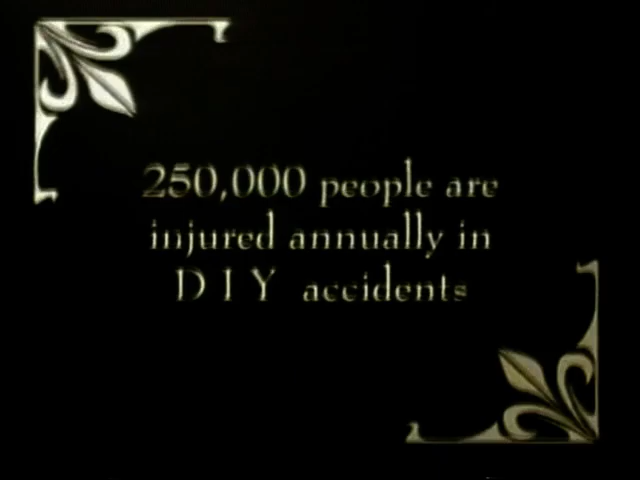 250,000 people are
injured annually in
D I Y accidents